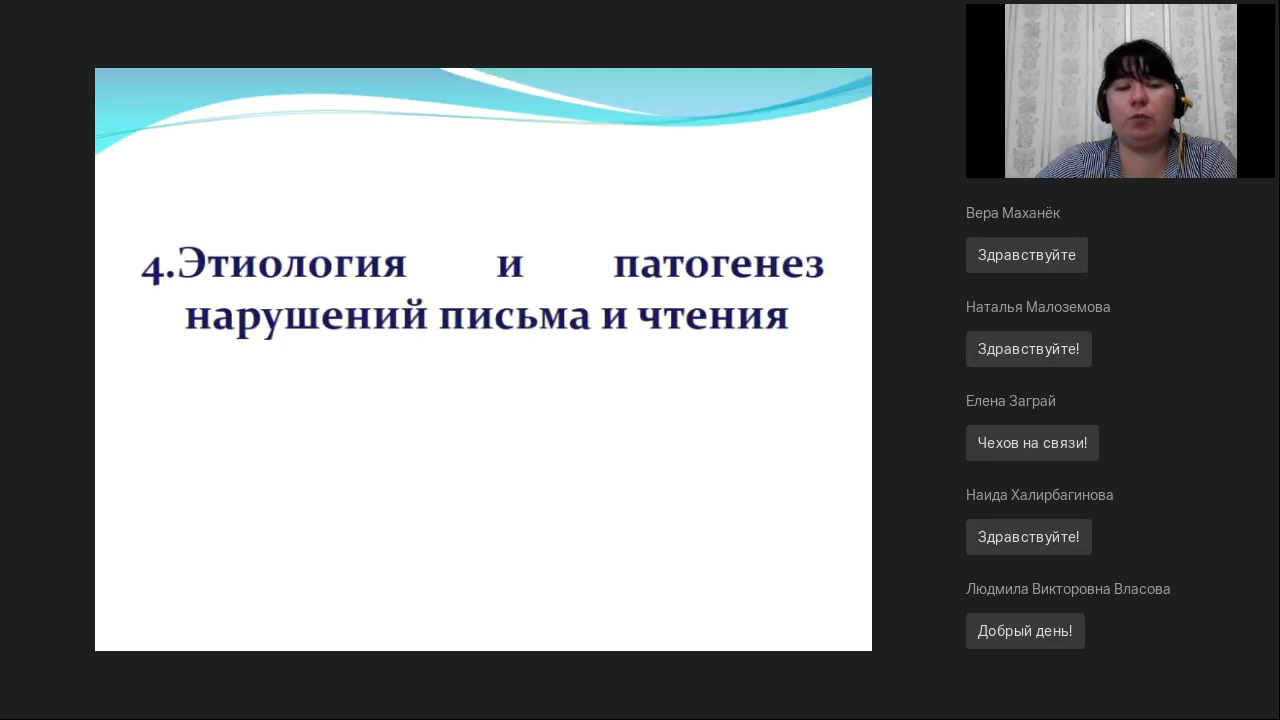 4.Этиология и патогенез
нарушений письма и чтения
Вера Маханёк
Здравствуйте
Наталья Малоземова
Здравствуйте!
Елена Заграй
Чехов на связи!
Наида Халирбагинова
Здравствуйте!
Людмила Викторовна Власова
Добрый день!